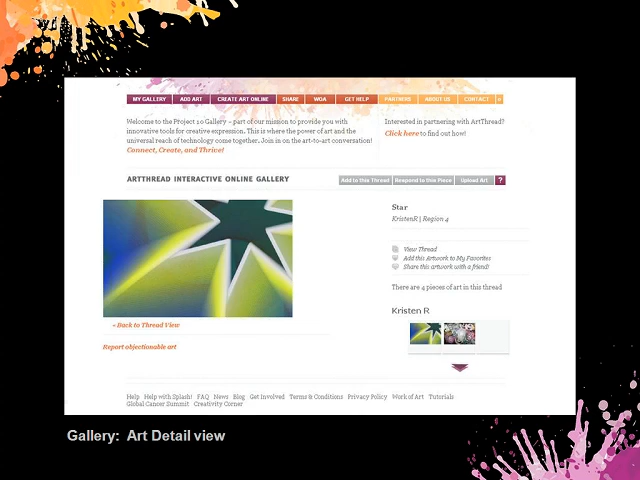 MY GALLERY ADD ART CREATE ART ONLINE SHARE WOA GET HELP PARTNERS ABOUT US CONTACT
Welcome to the Project 10 Gallery – part of our mission to provide you with
innovative tools for creative expression. This is where the power of art and the
universal reach of technology come together. Join in on the art-to-art conversation!
Connect, Create, and Thrive!
Interested in partnering with ArtThread?
Click here to find out how!
ARTTHREAD INTERACTIVE ONLINE GALLERY
Add to this Thread Respond to this Piece Upload Art ?
Star
KristenR | Region 4
View Thread
Add this Artwork to My Favorites
Share this artwork with a friend!
There are 4 pieces of art in this thread
Kristen R
« Back to Thread View
Report objectionable art
Help Help with Splash! FAQ News Blog Get Involved Terms & Conditions Privacy Policy Work of Art Tutorials
Global Cancer Summit Creativity Corner
Gallery: Art Detail view